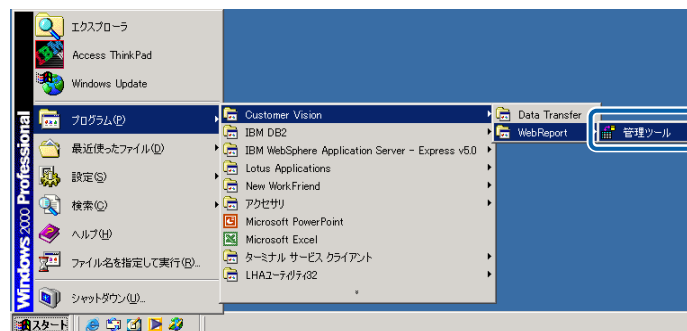 エクスプローラ
Access ThinkPad
Windows Update
Windows 2000 Professional
プログラム(P)
最近使ったファイル(D)
設定(S)
検索(C)
ヘルプ(H)
ファイル名を指定して実行(R)...
シャットダウン(U)...
Customer Vision
IBM DB2
IBM WebSphere Application Server - Express v5.0
Lotus Applications
New WorkFriend
アクセサリ
Microsoft PowerPoint
Microsoft Excel
ターミナル サービス クライアント
LHAユーティリティ32
Data Transfer
WebReport
管理ツール
スタート